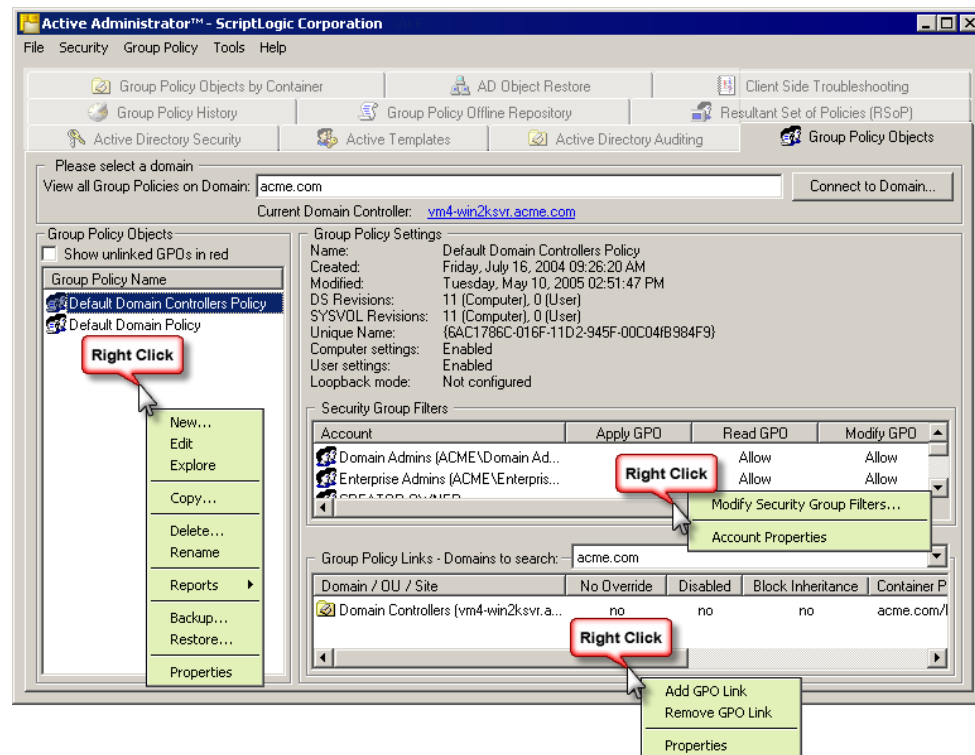 Active Administrator™ - ScriptLogic Corporation
File Security Group Policy Tools Help
Group Policy Objects by Container
AD Object Restore
Client Side Troubleshooting
Group Policy History
Group Policy Offline Repository
Resultant Set of Policies (RSoP)
Active Directory Security
Active Templates
Active Directory Auditing
Group Policy Objects
Please select a domain
View all Group Policies on Domain: acme.com
Connect to Domain...
Current Domain Controller: vm4-win2ksvr.acme.com
Group Policy Objects
Show unlinked GPOs in red
Group Policy Name
Default Domain Controllers Policy
Default Domain Policy
Right Click
New...
Edit
Explore
Copy...
Delete...
Rename
Reports
Backup...
Restore...
Properties
Group Policy Settings
Name: Default Domain Controllers Policy
Created: Friday, July 16, 2004 09:26:20 AM
Modified: Tuesday, May 10, 2005 02:51:47 PM
DS Revisions: 11 (Computer), 0 (User)
SYSVOL Revisions: 11 (Computer), 0 (User)
Unique Name: {6AC1786C-016F-11D2-945F-00C04fB984F9}
Computer settings: Enabled
User settings: Enabled
Loopback mode: Not configured
Security Group Filters
Account Apply GPO Read GPO Modify GPO
Domain Admins (ACME\Domain Ad... Allow Allow
Enterprise Admins (ACME\Enterpris... Allow Allow
CREATOR OWNER
Right Click
Modify Security Group Filters...
Account Properties
Group Policy Links - Domains to search: acme.com
Domain / OU / Site No Override Disabled Block Inheritance Container P
Domain Controllers (vm4-win2ksvr.a... no no no acme.com/
Right Click
Add GPO Link
Remove GPO Link
Properties